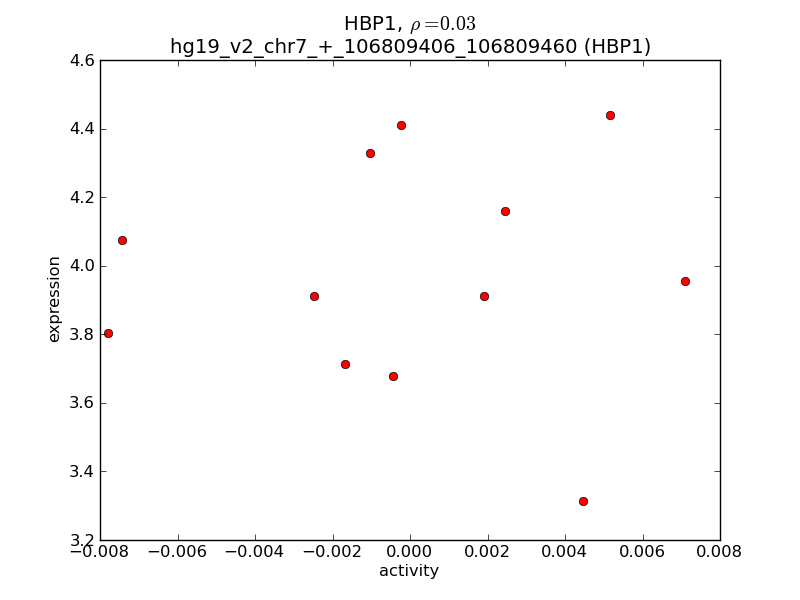 HBP1, ρ=0.03
hg19_v2_chr7_+_106809406_106809460 (HBP1)
4.6
4.4
4.2
4.0
3.8
3.6
3.4
3.2
expression
−0.008 −0.006 −0.004 −0.002 0.000 0.002 0.004 0.006 0.008
activity